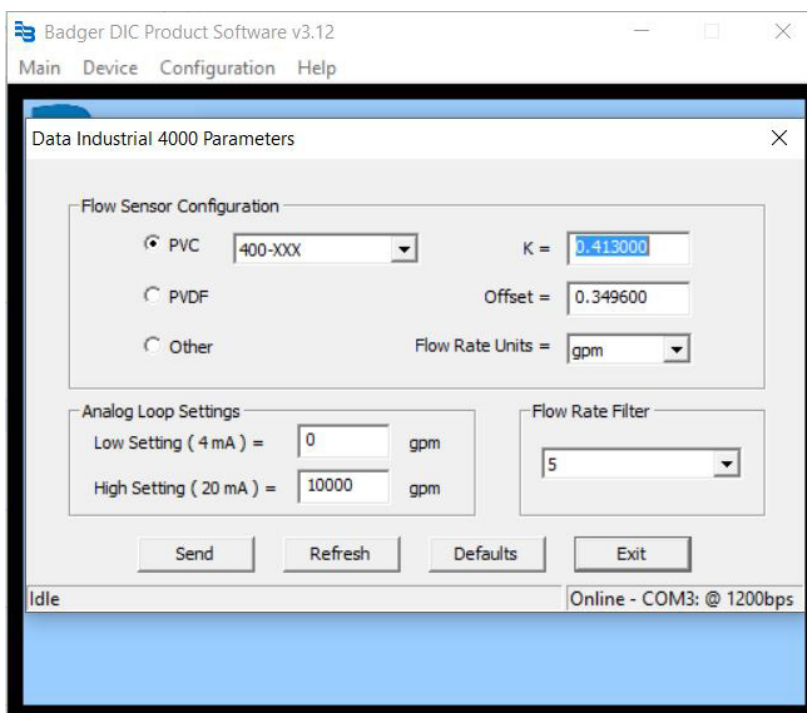 Badger DIC Product Software v3.12
Main Device Configuration Help
Data Industrial 4000 Parameters
Flow Sensor Configuration
PVC 400-XXX K = 0.413000
PVDF Offset = 0.349600
Other Flow Rate Units = gpm
Analog Loop Settings Flow Rate Filter
Low Setting ( 4 mA ) = 0 gpm
5
High Setting ( 20 mA ) = 10000 gpm
Send Refresh Defaults Exit
Idle Online - COM3: @ 1200bps